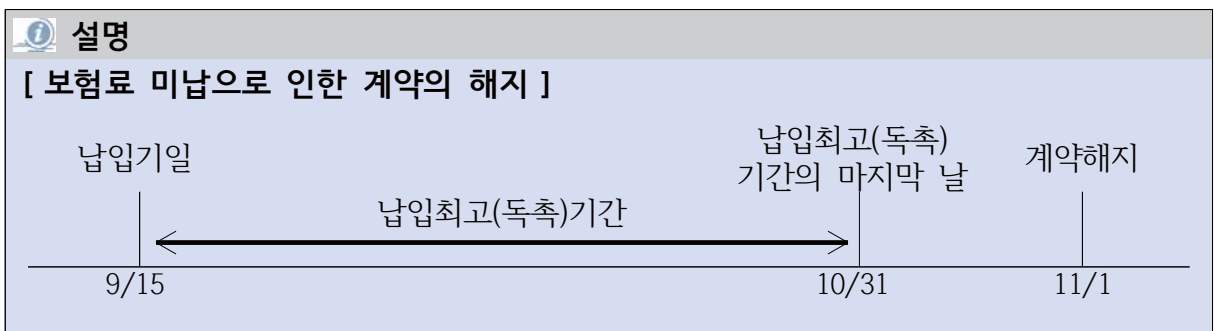 설명
[ 보험료 미납으로 인한 계약의 해지 ]
납입기일
납입최고(독촉)
기간의 마지막 날
계약해지
납입최고(독촉)기간
9/15
10/31
11/1